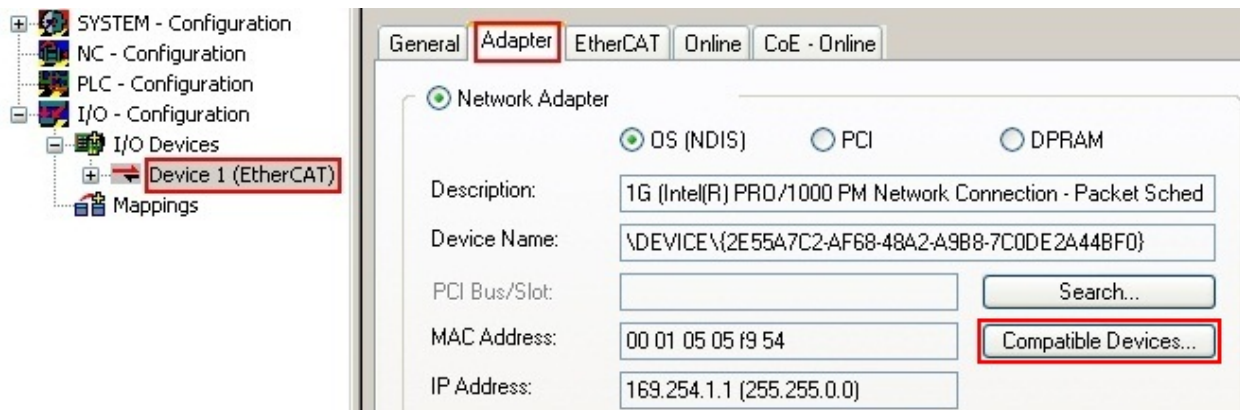 SYSTEM - Configuration
NC - Configuration
PLC - Configuration
I/O - Configuration
I/O Devices
Device 1 (EtherCAT)
Mappings
General Adapter EtherCAT Online CoE - Online
Network Adapter
OS (NDIS) PCI DPRAM
Description: 1G (Intel(R) PRO/1000 PM Network Connection - Packet Sched
Device Name: \DEVICE\{2E55A7C2-AF68-48A2-A9B8-7C0DE2A44BF0}
PCI Bus/Slot: Search...
MAC Address: 00 01 05 05 f9 54 Compatible Devices...
IP Address: 169.254.1.1 (255.255.0.0)